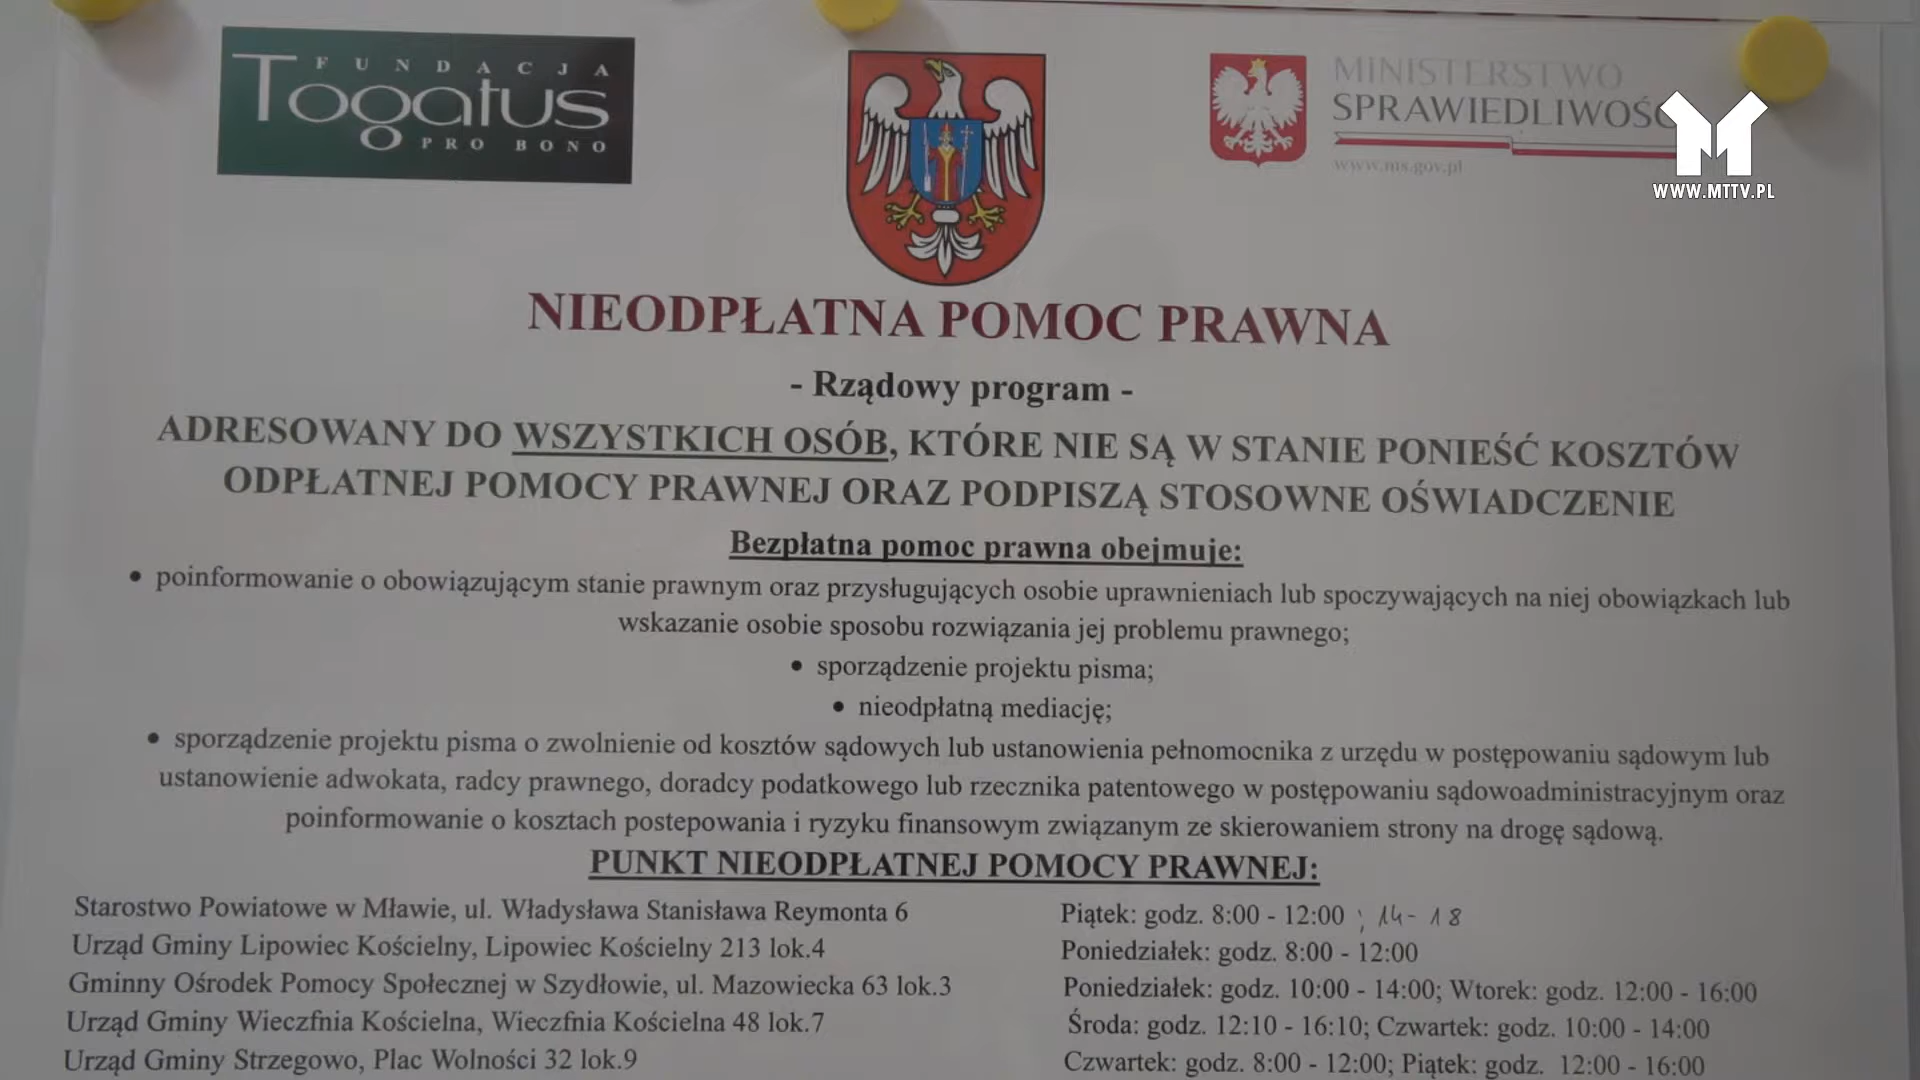 FUNDACJA
Togatus
PRO BONO
MINISTERSTWO
SPRAWIEDLIWOŚC
www.ms.gov.pl
WWW.MTTV.PL
NIEODPŁATNA POMOC PRAWNA
- Rządowy program -
ADRESOWANY DO WSZYSTKICH OSÓB, KTÓRE NIE SĄ W STANIE PONIEŚĆ KOSZTÓW
ODPŁATNEJ POMOCY PRAWNEJ ORAZ PODPISZĄ STOSOWNE OŚWIADCZENIE
Bezpłatna pomoc prawna obejmuje:
• poinformowanie o obowiązującym stanie prawnym oraz przysługujących osobie uprawnieniach lub spoczywających na niej obowiązkach lub
wskazanie osobie sposobu rozwiązania jej problemu prawnego;
• sporządzenie projektu pisma;
• nieodpłatną mediację;
• sporządzenie projektu pisma o zwolnienie od kosztów sądowych lub ustanowienia pełnomocnika z urzędu w postępowaniu sądowym lub
ustanowienie adwokata, radcy prawnego, doradcy podatkowego lub rzecznika patentowego w postępowaniu sądowoadministracyjnym oraz
poinformowanie o kosztach postepowania i ryzyku finansowym związanym ze skierowaniem strony na drogę sądową.
PUNKT NIEODPŁATNEJ POMOCY PRAWNEJ:
Starostwo Powiatowe w Mławie, ul. Władysława Stanisława Reymonta 6 Piątek: godz. 8:00 - 12:00 ; 14-18
Urząd Gminy Lipowiec Kościelny, Lipowiec Kościelny 213 lok.4 Poniedziałek: godz. 8:00 - 12:00
Gminny Ośrodek Pomocy Społecznej w Szydłowie, ul. Mazowiecka 63 lok.3 Poniedziałek: godz. 10:00 - 14:00; Wtorek: godz. 12:00 - 16:00
Urząd Gminy Wieczfnia Kościelna, Wieczfnia Kościelna 48 lok.7 Środa: godz. 12:10 - 16:10; Czwartek: godz. 10:00 - 14:00
Urząd Gminy Strzegowo, Plac Wolności 32 lok.9 Czwartek: godz. 8:00 - 12:00; Piątek: godz. 12:00 - 16:00